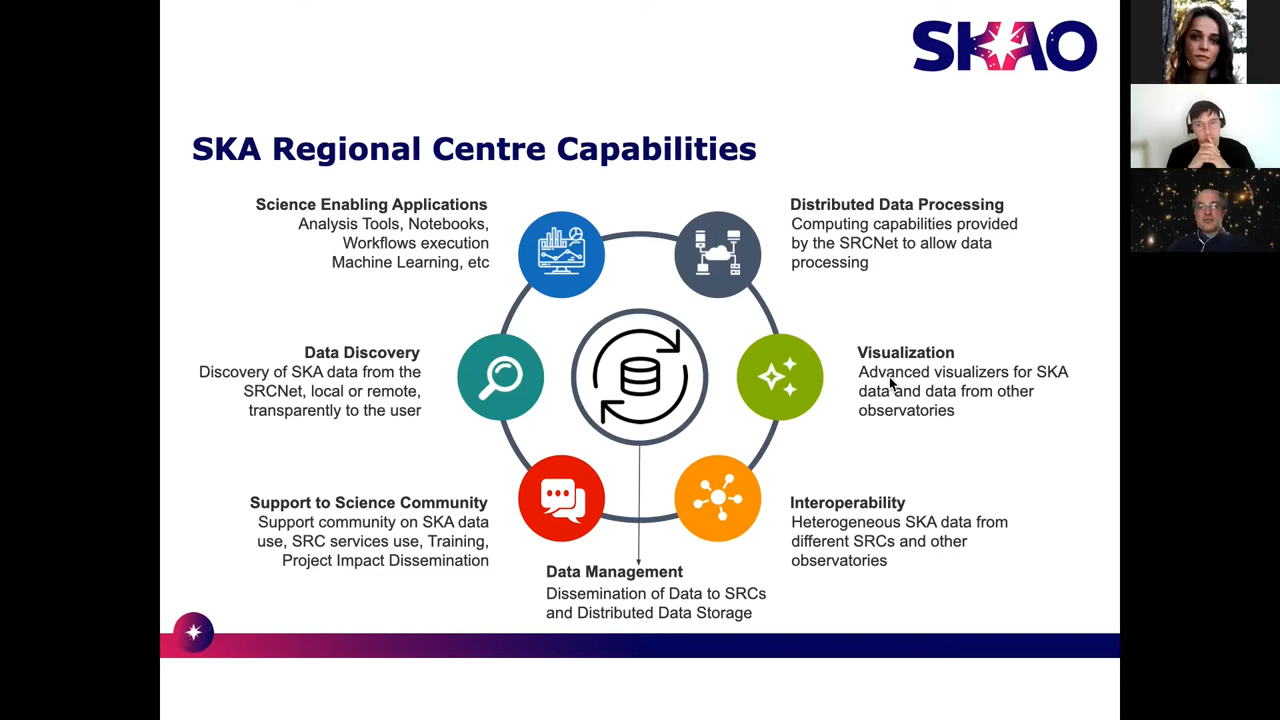 SKAO
SKA Regional Centre Capabilities
Science Enabling Applications
Analysis Tools, Notebooks,
Workflows execution
Machine Learning, etc
Distributed Data Processing
Computing capabilities provided
by the SRCNet to allow data
processing
Data Discovery
Discovery of SKA data from the
SRCNet, local or remote,
transparently to the user
Visualization
Advanced visualizers for SKA
data and data from other
observatories
Support to Science Community
Support community on SKA data
use, SRC services use, Training,
Project Impact Dissemination
Interoperability
Heterogeneous SKA data from
different SRCs and other
observatories
Data Management
Dissemination of Data to SRCs
and Distributed Data Storage